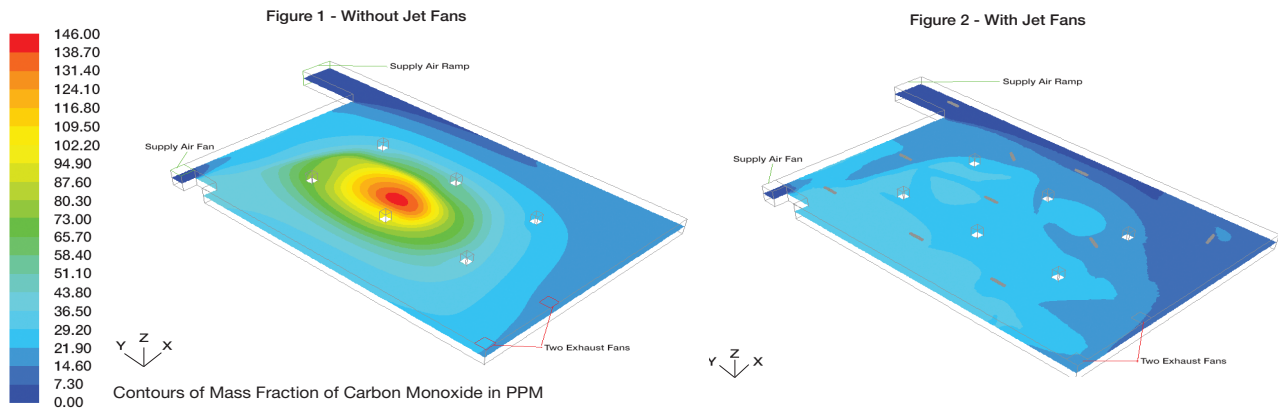 Figure 1 - Without Jet Fans
Figure 2 - With Jet Fans
146.00
138.70
131.40
124.10
116.80
109.50
102.20
94.90
87.60
80.30
73.00
65.70
58.40
51.10
43.80
36.50
29.20
21.90
14.60
7.30
0.00
Supply Air Ramp
Supply Air Fan
Two Exhaust Fans
Y Z X
Contours of Mass Fraction of Carbon Monoxide in PPM
Supply Air Ramp
Supply Air Fan
Two Exhaust Fans
Y Z X